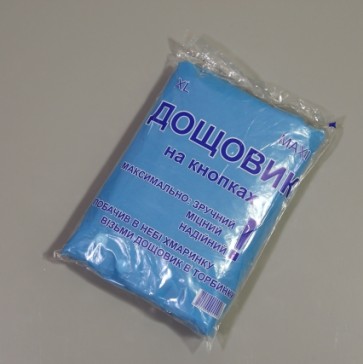 XL
MAXI
ДОЩОВИК
на кнопках
МАКСИМАЛЬНО ЗРУЧНИЙ
МІЦНИЙ
НАДІЙНИЙ !
ПОБАЧИВ В НЕБІ ХМАРИНКУ
ВІЗЬМИ ДОЩОВИК В ТОРБИНКУ